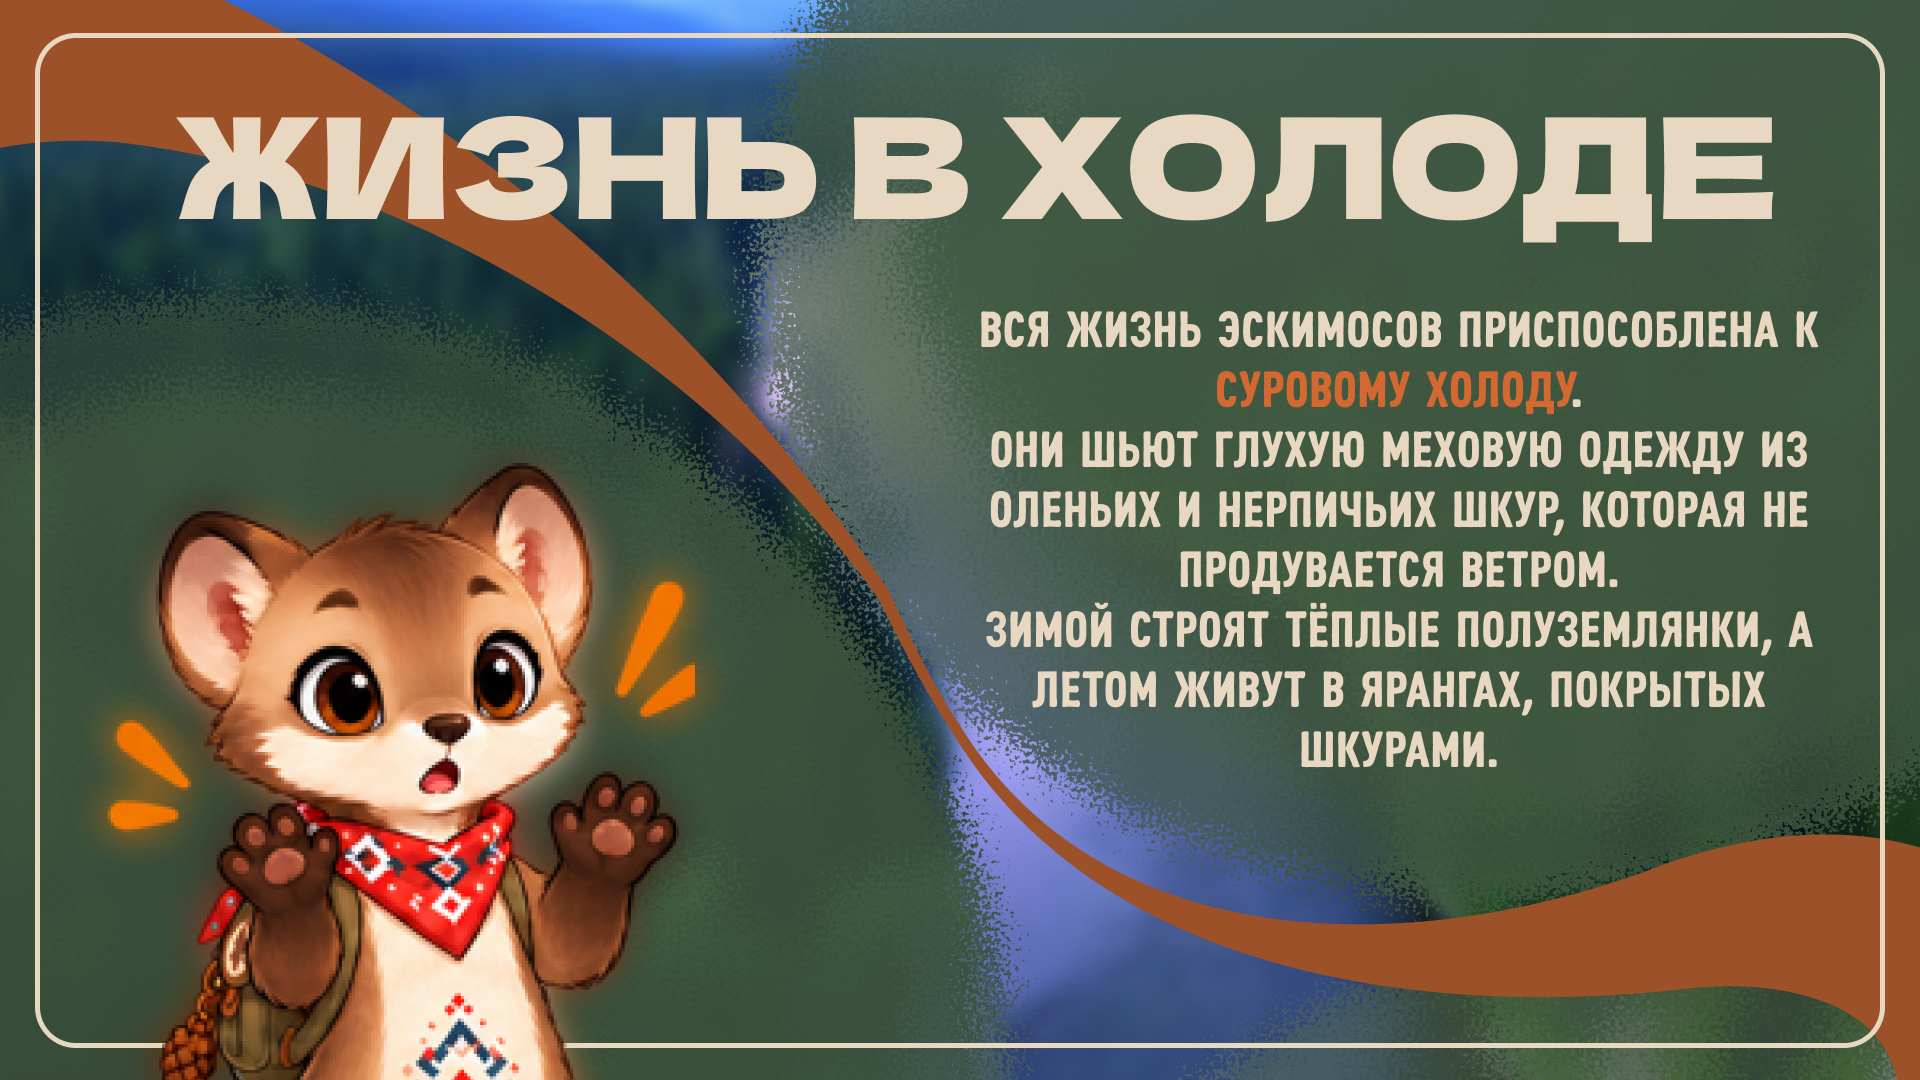 ЖИЗНЬ В ХОЛОДЕ
ВСЯ ЖИЗНЬ ЭСКИМОСОВ ПРИСПОСОБЛЕНА К
СУРОВОМУ ХОЛОДУ.
ОНИ ШЬЮТ ГЛУХУЮ МЕХОВУЮ ОДЕЖДУ ИЗ
ОЛЕНЬИХ И НЕРПИЧЬИХ ШКУР, КОТОРАЯ НЕ
ПРОДУВАЕТСЯ ВЕТРОМ.
ЗИМОЙ СТРОЯТ ТЁПЛЫЕ ПОЛУЗЕМЛЯНКИ, А
ЛЕТОМ ЖИВУТ В ЯРАНГАХ, ПОКРЫТЫХ
ШКУРАМИ.